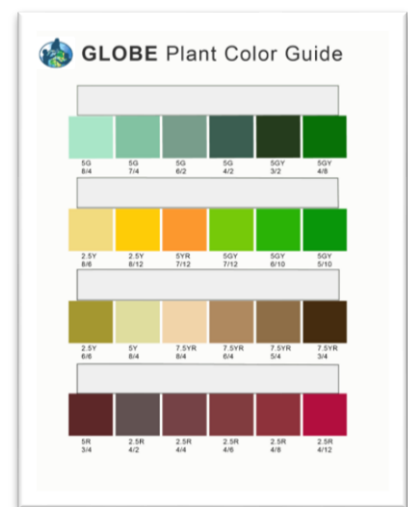 GLOBE Plant Color Guide
5G 5G 5G 5G 5GY 5GY
8/4 7/4 6/2 4/2 3/2 4/8
2.5Y 2.5Y 5YR 5GY 5GY 5GY
8/6 8/12 7/12 7/12 6/10 5/10
2.5Y 5Y 7.5YR 7.5YR 7.5YR 7.5YR
6/6 8/4 8/4 6/4 5/4 3/4
5R 2.5R 2.5R 2.5R 2.5R 2.5R
3/4 4/2 4/4 4/6 4/8 4/12